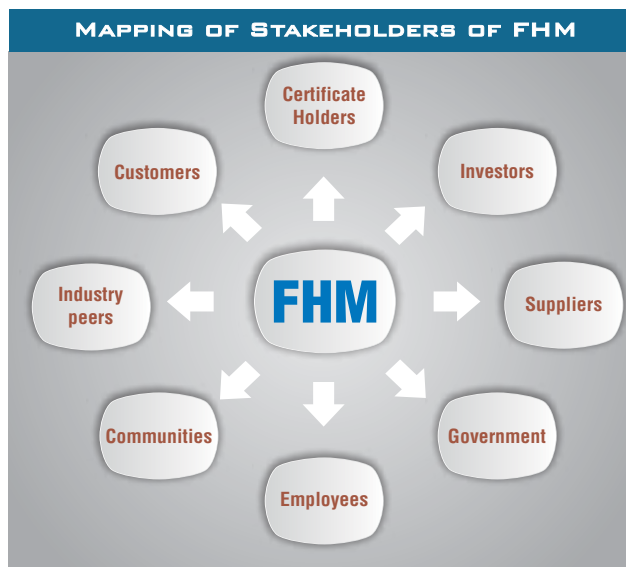 MAPPING OF STAKEHOLDERS OF FHM
Certificate
Holders
Customers
Investors
Industry
peers
FHM
Suppliers
Communities
Government
Employees